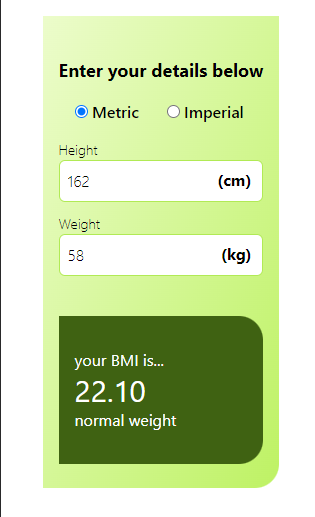 Enter your details below
Metric Imperial
Height
162 (cm)
Weight
58 (kg)
your BMI is...
22.10
normal weight